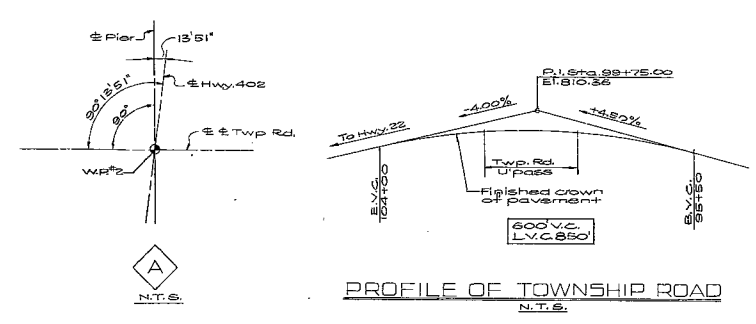 ℄ Pier
13'51"
℄ Hwy. 402
90°13'51"
90°
℄ ℄ Twp Rd.
W.P.#2
A
N.T.S.
P.I. Sta. 99+75.00
El. 810.36
-4.00%
+4.50%
To Hwy. 22
Twp. Rd.
U'pass
Finished crown
of pavement
E.V.C.
104+00
B.V.C.
95+50
600' V.C.
L.V.C. 850'
PROFILE OF TOWNSHIP ROAD
N.T.S.